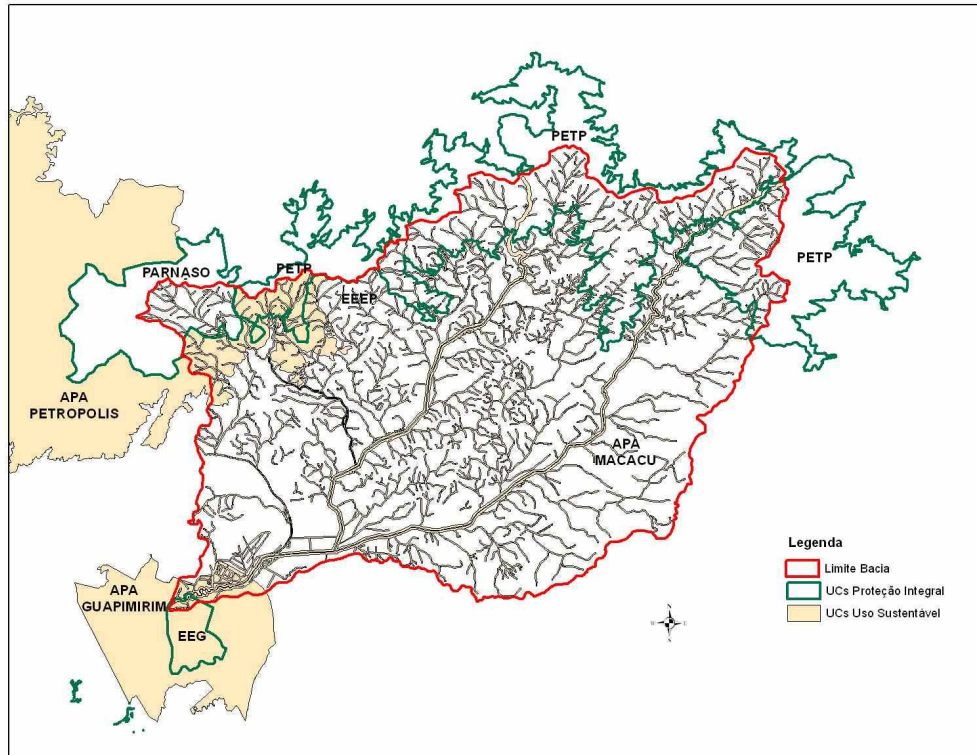 PETP
PARNASO
PETP
EEEP
PETP
APA
PETROPOLIS
APA
MACACU
APA
GUAPIMIRIM
EEG
Legenda
Limite Bacia
UCs Proteção Integral
UCs Uso Sustentável